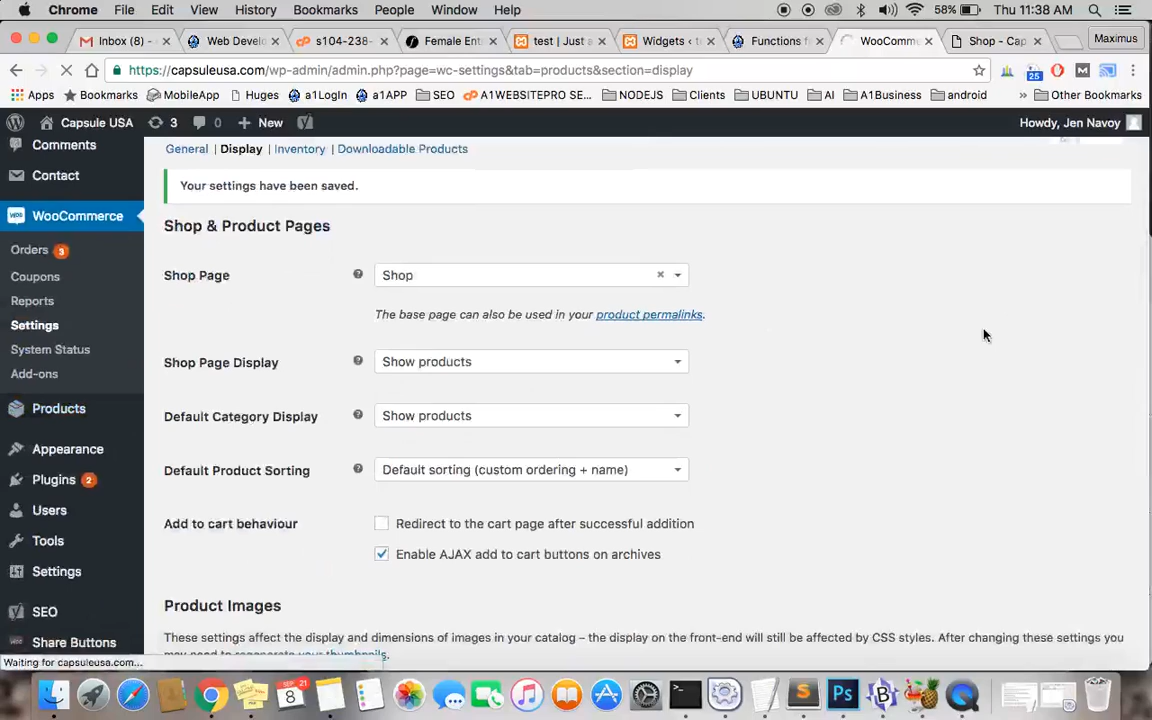 Chrome File Edit View History Bookmarks People Window Help 58% Thu 11:38 AM
Inbox (8) - Web Develo s104-238- Female Ent test | Just a Widgets ‹ t Functions f WooComm Shop - Cap Maximus
https://capsuleusa.com/wp-admin/admin.php?page=wc-settings&tab=products&section=display 25
Apps Bookmarks MobileApp Huges a1LogIn a1APP SEO A1WEBSITEPRO SE... NODEJS Clients UBUNTU AI A1Business android » Other Bookmarks
Capsule USA 3 0 New Howdy, Jen Navoy
Comments
Contact
WooCommerce
Orders 3
Coupons
Reports
Settings
System Status
Add-ons
Products
Appearance
Plugins 2
Users
Tools
Settings
SEO
Share Buttons
Waiting for capsuleusa.com...
General | Display | Inventory | Downloadable Products
Your settings have been saved.
Shop & Product Pages
Shop Page Shop
The base page can also be used in your product permalinks.
Shop Page Display Show products
Default Category Display Show products
Default Product Sorting Default sorting (custom ordering + name)
Add to cart behaviour Redirect to the cart page after successful addition
Enable AJAX add to cart buttons on archives
Product Images
These settings affect the display and dimensions of images in your catalog – the display on the front-end will still be affected by CSS styles. After changing these settings you
may need to regenerate your thumbnails.
SEP 8 21